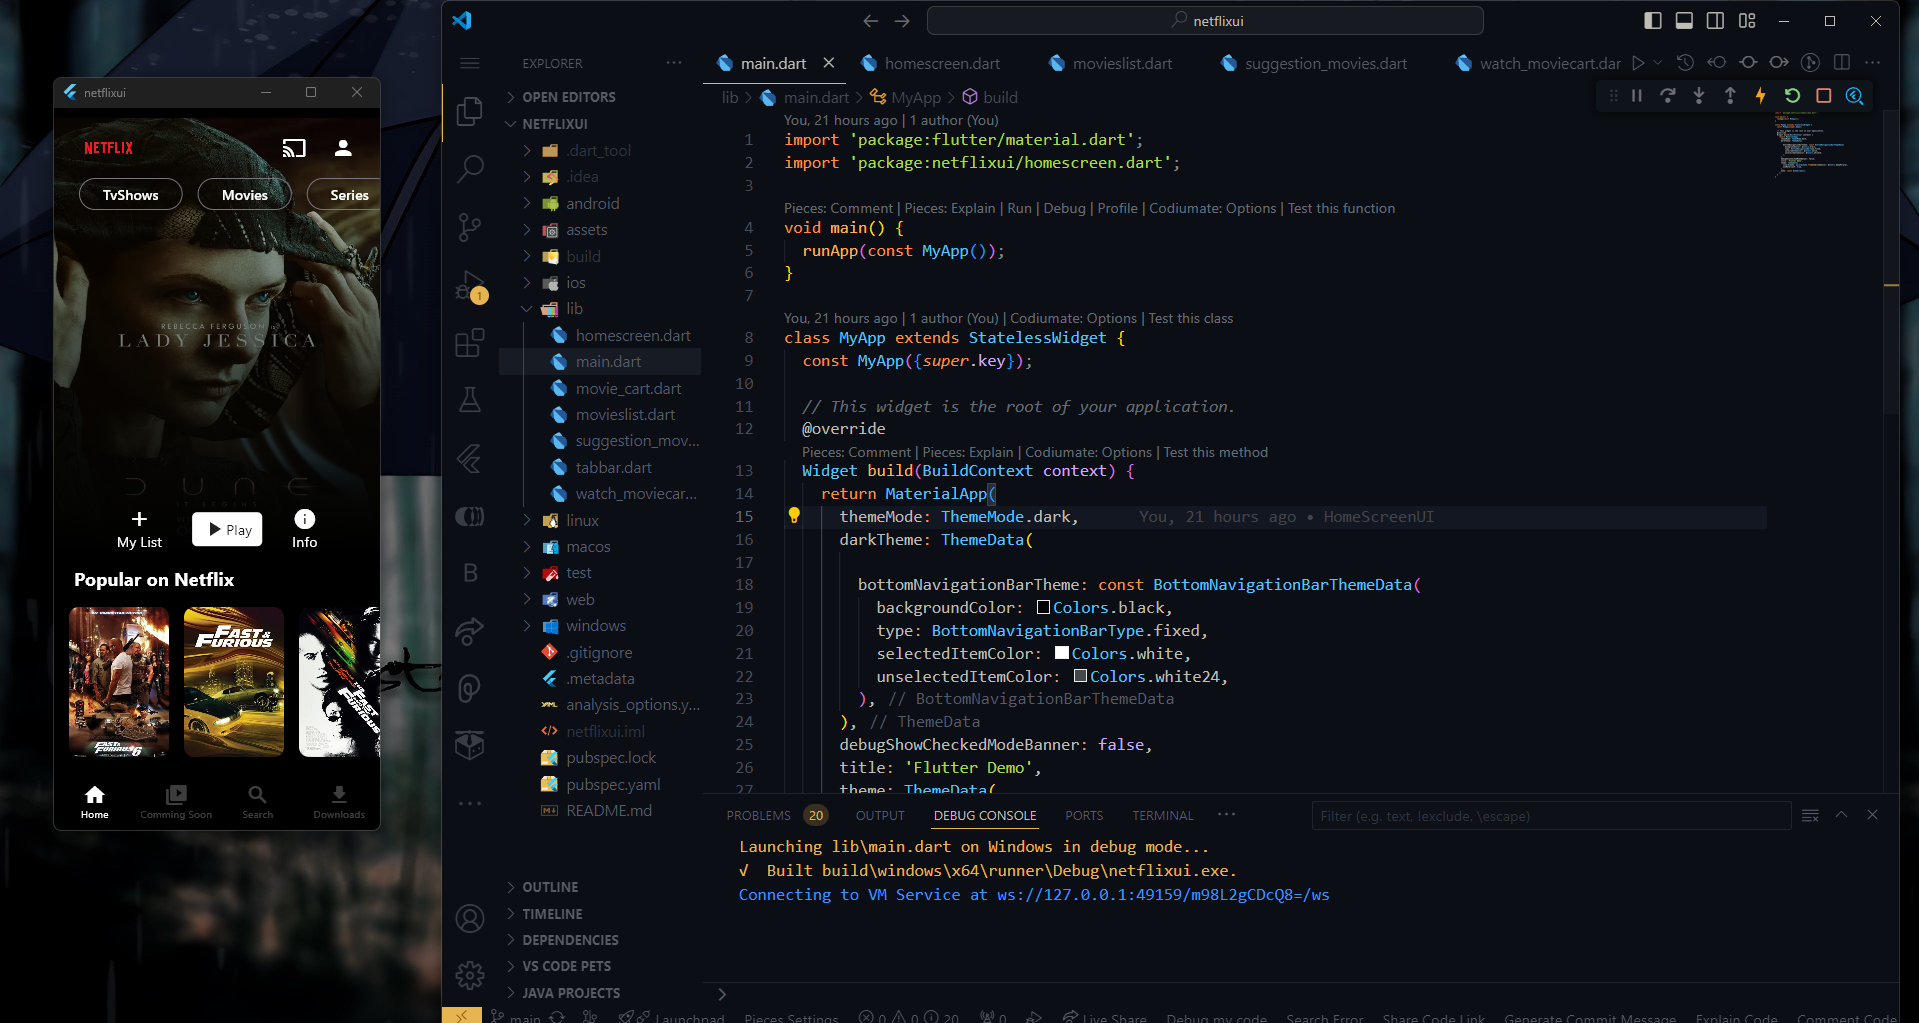 netflixui
NETFLIX
TvShows
Movies
Series
REBECCA FERGUSON is
LADY JESSICA
DUNE
My List
Play
Info
Popular on Netflix
FAST & FURIOUS 6
FAST & FURIOUS
THE FAST AND THE FURIOUS
Home
Comming Soon
Search
Downloads
netflixui
EXPLORER
OPEN EDITORS
NETFLIXUI
.dart_tool
.idea
android
assets
build
ios
lib
homescreen.dart
main.dart
movie_cart.dart
movieslist.dart
suggestion_mov...
tabbar.dart
watch_moviecar...
linux
macos
test
web
windows
.gitignore
.metadata
analysis_options.y...
netflixui.iml
pubspec.lock
pubspec.yaml
README.md
OUTLINE
TIMELINE
DEPENDENCIES
VS CODE PETS
JAVA PROJECTS
1
B
main.dart
homescreen.dart
movieslist.dart
suggestion_movies.dart
watch_moviecart.dar
lib > main.dart > MyApp > build
You, 21 hours ago | 1 author (You)
1 import 'package:flutter/material.dart';
2 import 'package:netflixui/homescreen.dart';
3
Pieces: Comment | Pieces: Explain | Run | Debug | Profile | Codiumate: Options | Test this function
4 void main() {
5 runApp(const MyApp());
6 }
7
You, 21 hours ago | 1 author (You) | Codiumate: Options | Test this class
8 class MyApp extends StatelessWidget {
9 const MyApp({super.key});
10
11 // This widget is the root of your application.
12 @override
Pieces: Comment | Pieces: Explain | Codiumate: Options | Test this method
13 Widget build(BuildContext context) {
14 return MaterialApp(
15 themeMode: ThemeMode.dark, You, 21 hours ago • HomeScreenUI
16 darkTheme: ThemeData(
17
18 bottomNavigationBarTheme: const BottomNavigationBarThemeData(
19 backgroundColor: Colors.black,
20 type: BottomNavigationBarType.fixed,
21 selectedItemColor: Colors.white,
22 unselectedItemColor: Colors.white24,
23 ), // BottomNavigationBarThemeData
24 ), // ThemeData
25 debugShowCheckedModeBanner: false,
26 title: 'Flutter Demo',
27 theme: ThemeData(
PROBLEMS 20
OUTPUT
DEBUG CONSOLE
PORTS
TERMINAL
Filter (e.g. text, !exclude, \escape)
Launching lib\main.dart on Windows in debug mode...
√ Built build\windows\x64\runner\Debug\netflixui.exe.
Connecting to VM Service at ws://127.0.0.1:49159/m98L2gCDcQ8=/ws
main
Launchpad
Pieces Settings
0 0 20
0
Live Share
Debug my code
Search Error
Share Code Link
Generate Commit Message
Explain Code
Comment Code